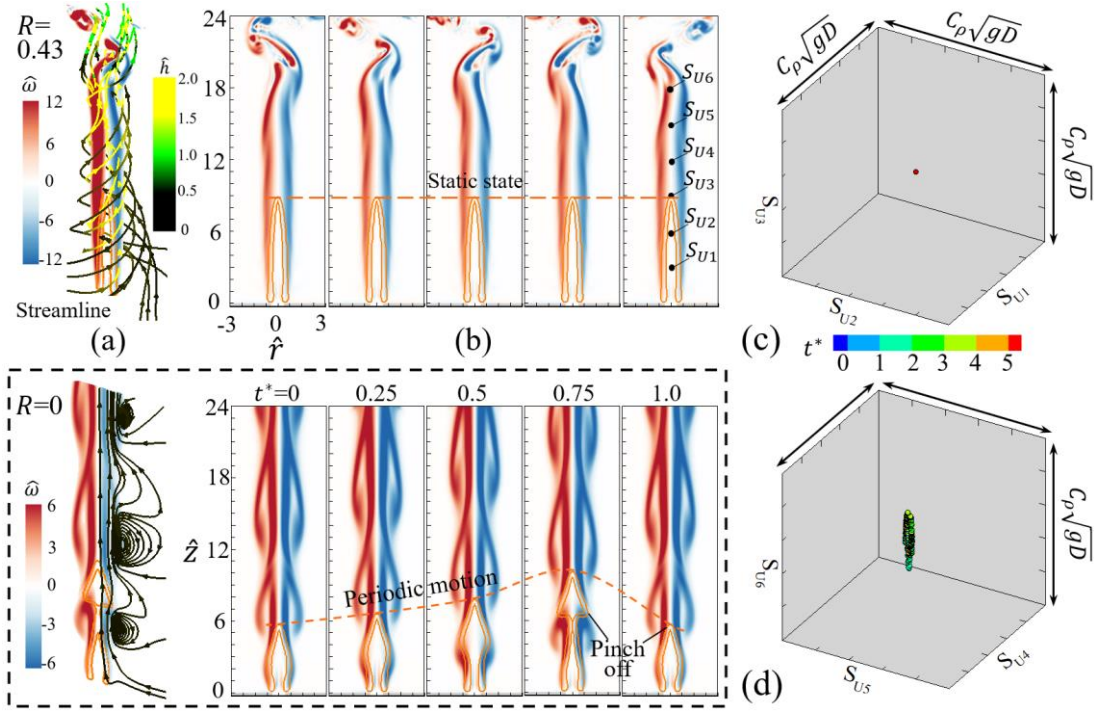 R=
0.43
ω̂
12
6
0
-6
-12
ĥ
2.0
1.5
1.0
0.5
0
Streamline
(a)
24
18
12
6
0
-3 0 3
r̂
Static state
S_U6
S_U5
S_U4
S_U3
S_U2
S_U1
(b)
C_ρ√gD
C_ρ√gD
C_ρ√gD
S_U3
S_U2
S_U1
(c)
t*
0 1 2 3 4 5
R=0
ω̂
6
3
0
-3
-6
t*=0 0.25 0.5 0.75 1.0
24
18
ẑ
12
6
0
Periodic motion
Pinch
off
C_ρ√gD
S_U6
S_U5
S_U4
(d)